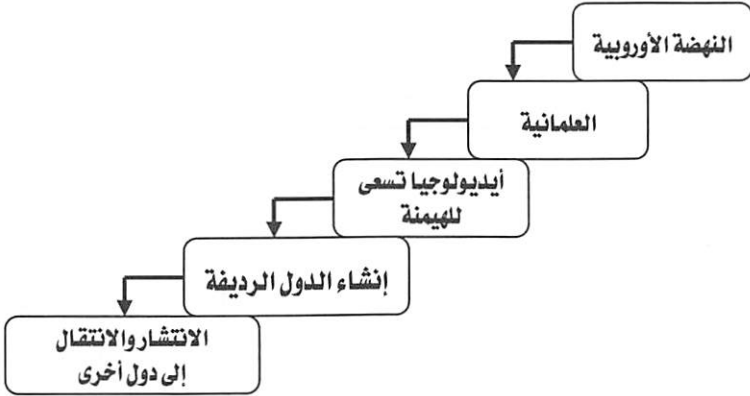 النهضة الأوروبية
العلمانية
أيديولوجيا تسعى
للهيمنة
إنشاء الدول الرديفة
الانتشار والانتقال
إلى دول أخرى